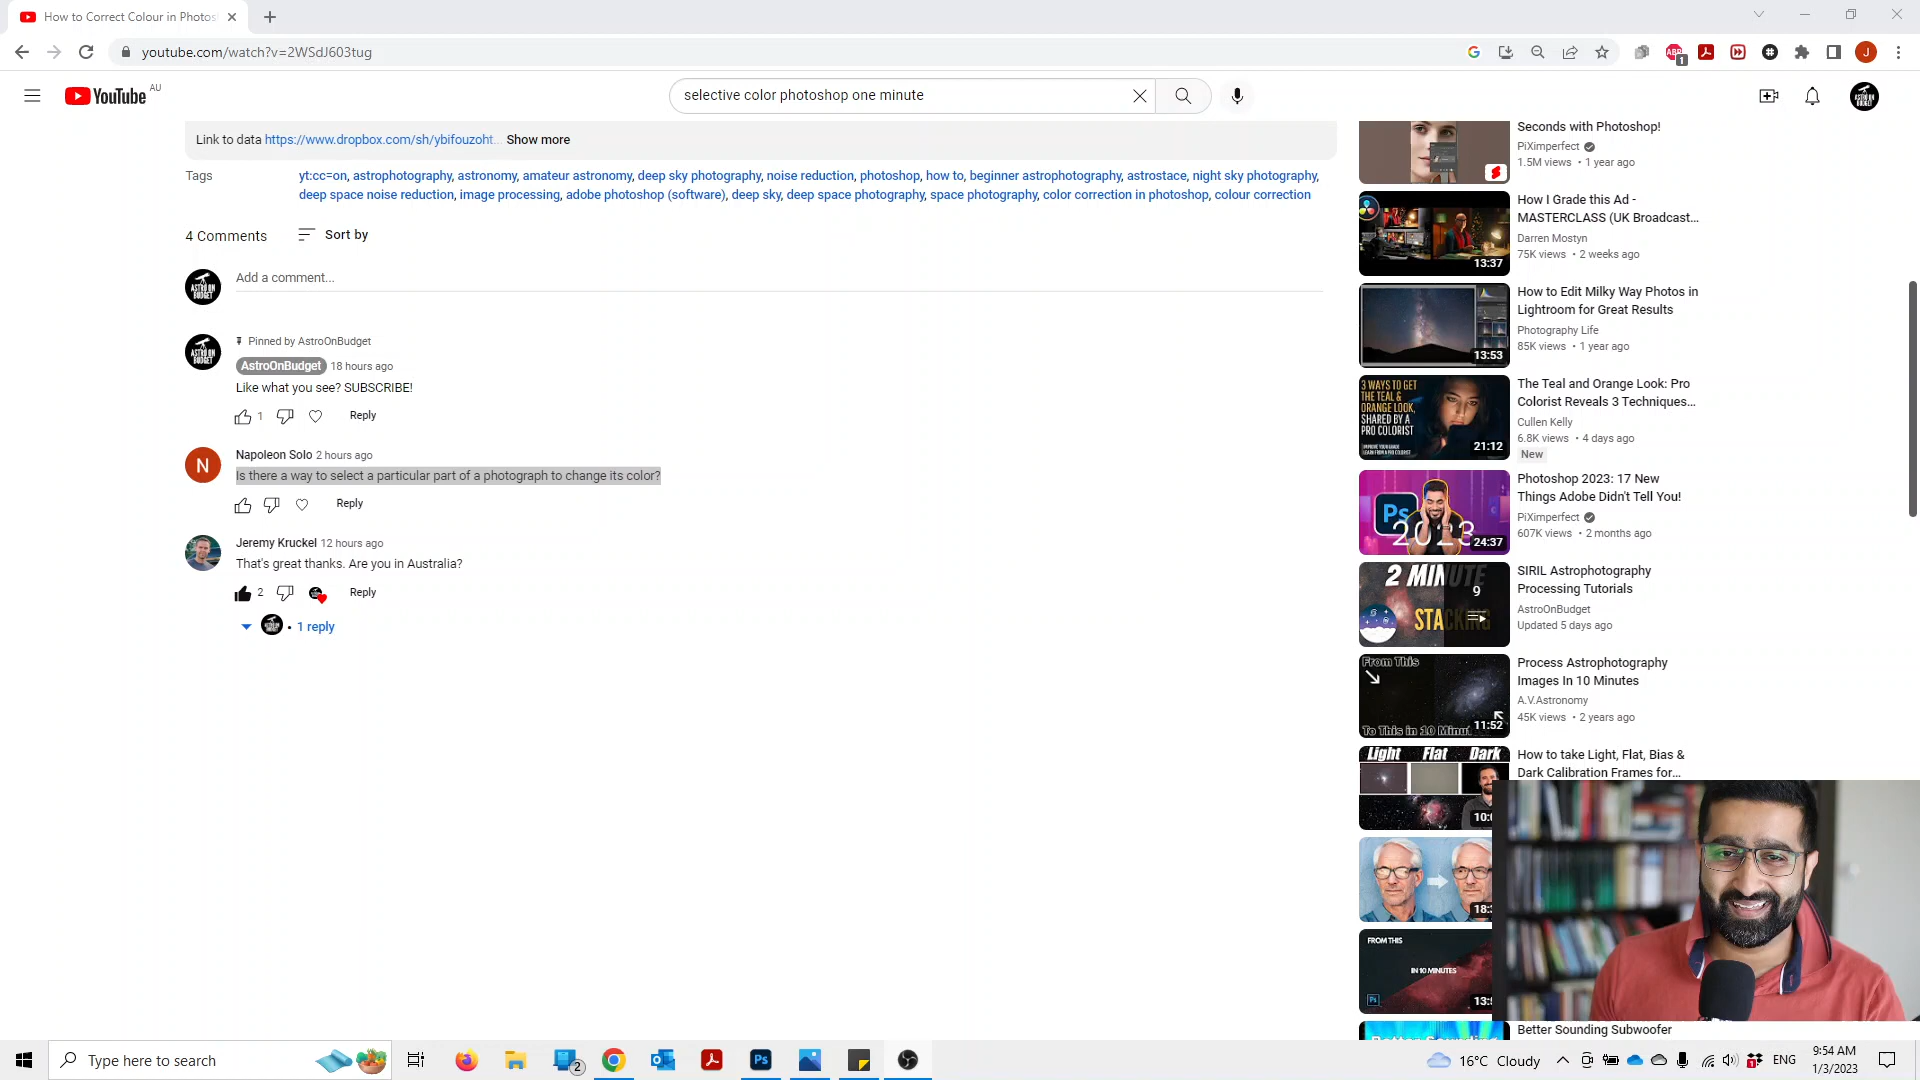 How to Correct Colour in Photos
youtube.com/watch?v=2WSdJ603tug
J
YouTube AU
selective color photoshop one minute
Link to data https://www.dropbox.com/sh/ybifouzoht... Show more
Tags
yt:cc=on, astrophotography, astronomy, amateur astronomy, deep sky photography, noise reduction, photoshop, how to, beginner astrophotography, astrostace, night sky photography,
deep space noise reduction, image processing, adobe photoshop (software), deep sky, deep space photography, space photography, color correction in photoshop, colour correction
4 Comments Sort by
Add a comment...
Pinned by AstroOnBudget
AstroOnBudget 18 hours ago
Like what you see? SUBSCRIBE!
1 Reply
N
Napoleon Solo 2 hours ago
Is there a way to select a particular part of a photograph to change its color?
Reply
Jeremy Kruckel 12 hours ago
That's great thanks. Are you in Australia?
2 Reply
• 1 reply
Seconds with Photoshop!
PiXimperfect
1.5M views • 1 year ago
How I Grade this Ad -
MASTERCLASS (UK Broadcast...
Darren Mostyn
75K views • 2 weeks ago
13:37
How to Edit Milky Way Photos in
Lightroom for Great Results
Photography Life
85K views • 1 year ago
13:53
3 WAYS TO GET
THE TEAL &
ORANGE LOOK,
SHARED BY A
PRO COLORIST
21:12
The Teal and Orange Look: Pro
Colorist Reveals 3 Techniques...
Cullen Kelly
6.8K views • 4 days ago
New
Ps
2023
24:37
Photoshop 2023: 17 New
Things Adobe Didn't Tell You!
PiXimperfect
607K views • 2 months ago
2 MINUTE
STACKING
9
SIRIL Astrophotography
Processing Tutorials
AstroOnBudget
Updated 5 days ago
From This
To This in 10 Minu
11:52
Process Astrophotography
Images In 10 Minutes
A.V.Astronomy
45K views • 2 years ago
Light Flat Dark
How to take Light, Flat, Bias &
Dark Calibration Frames for...
FROM THIS
IN 10 MINUTES
Ps
Better Sounding Subwoofer
Type here to search
2
Ps
16°C Cloudy
ENG
9:54 AM
1/3/2023